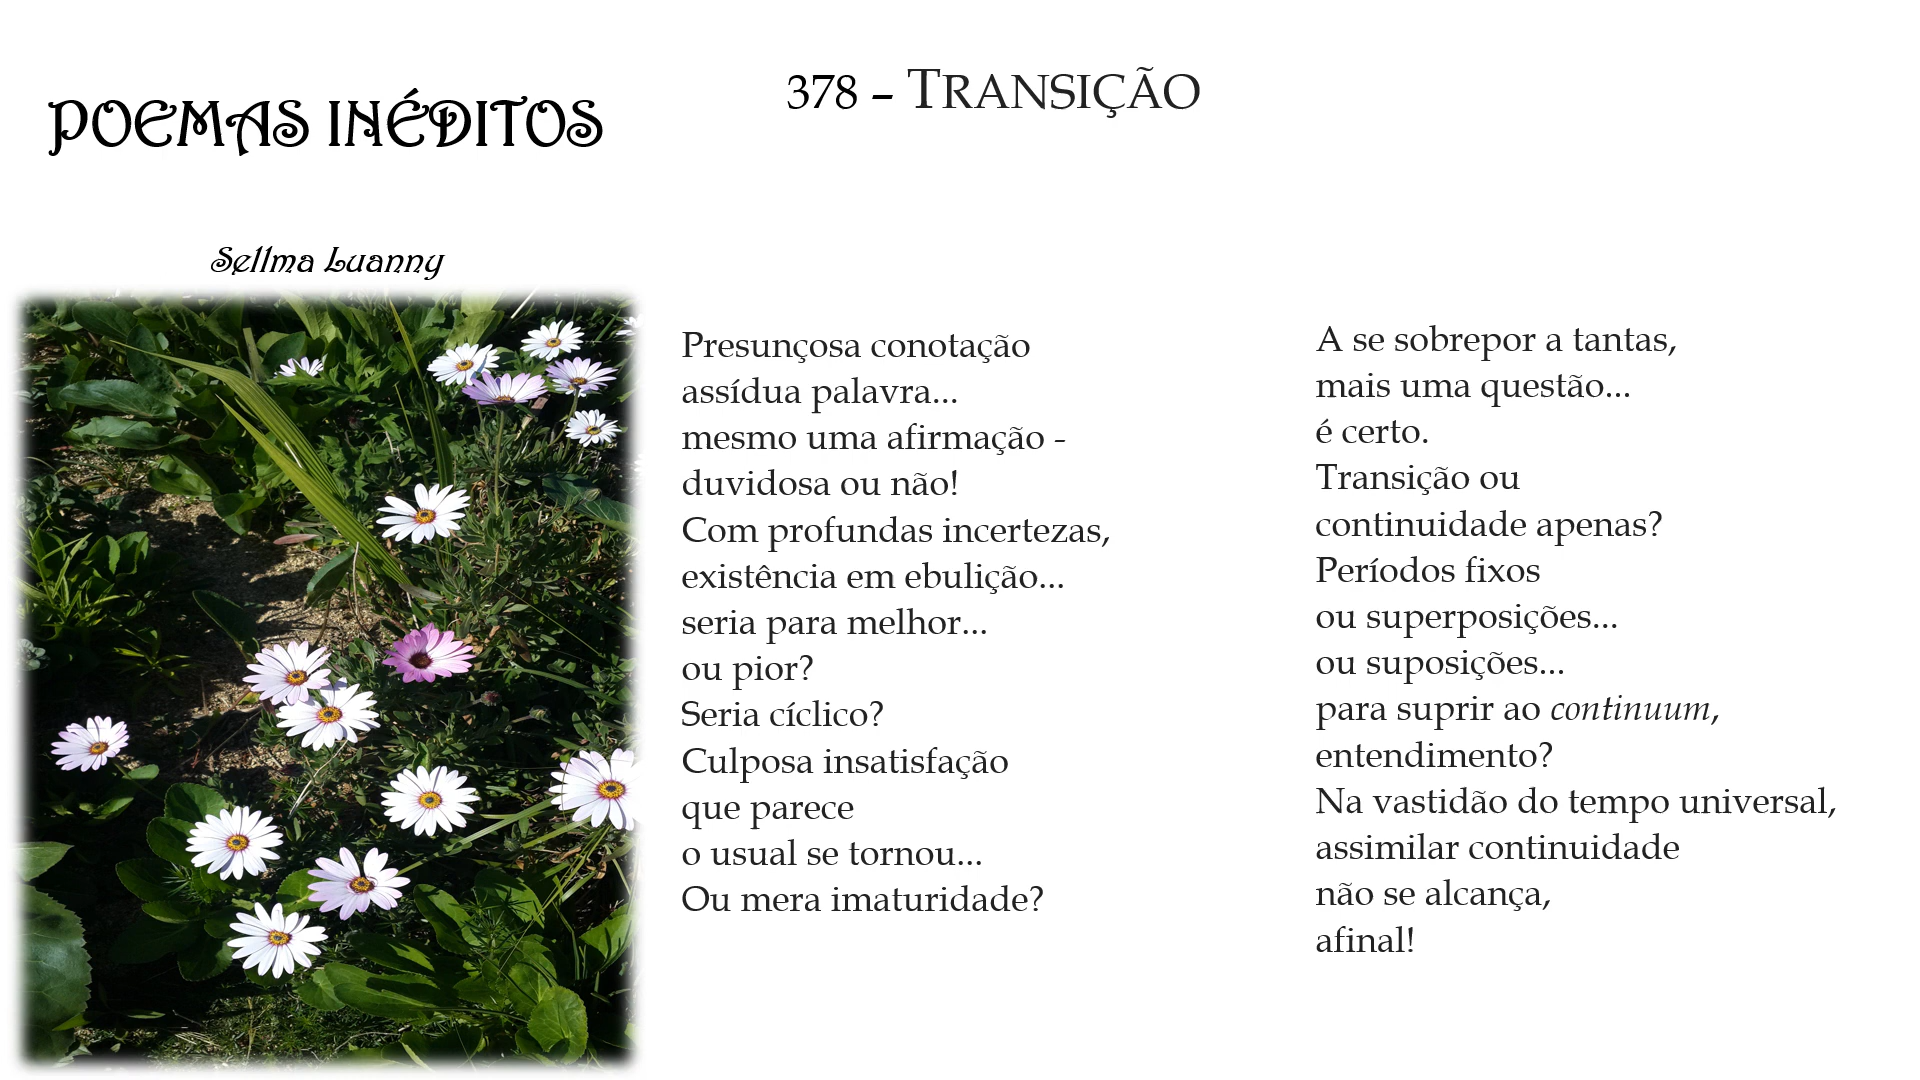 POEMAS INÉDITOS
Sellma Luanny
378 – TRANSIÇÃO
Presunçosa conotação
assídua palavra...
mesmo uma afirmação -
duvidosa ou não!
Com profundas incertezas,
existência em ebulição...
seria para melhor...
ou pior?
Seria cíclico?
Culposa insatisfação
que parece
o usual se tornou...
Ou mera imaturidade?
A se sobrepor a tantas,
mais uma questão...
é certo.
Transição ou
continuidade apenas?
Períodos fixos
ou superposições...
ou suposições...
para suprir ao continuum,
entendimento?
Na vastidão do tempo universal,
assimilar continuidade
não se alcança,
afinal!